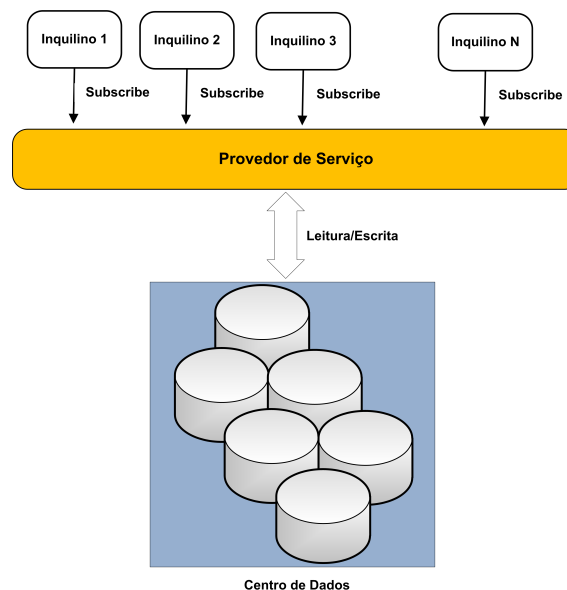 Inquilino 1
Inquilino 2
Inquilino 3
Inquilino N
Subscribe
Subscribe
Subscribe
Subscribe
Provedor de Serviço
Leitura/Escrita
Centro de Dados